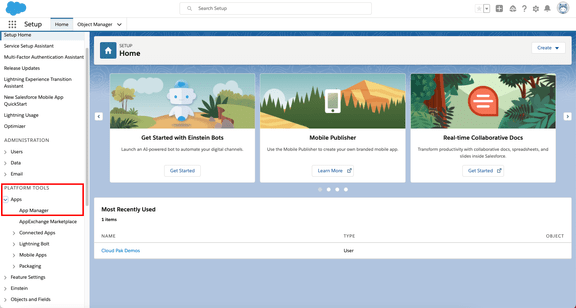 Search Setup
Home
Object Manager
Setup Home
Service Setup Assistant
Multi-Factor Authentication Assistant
Release Updates
Lightning Experience Transition
Assistant
New Salesforce Mobile App
QuickStart
Lightning Usage
Optimizer
ADMINISTRATION
Users
Data
Email
PLATFORM TOOLS
Apps
App Manager
AppExchange Marketplace
Connected Apps
Lightning Bolt
Mobile Apps
Packaging
Feature Settings
Einstein
Objects and Fields
SETUP
Home
Create
Get Started with Einstein Bots
Launch an AI-powered bot to automate your digital channels.
Get Started
Mobile Publisher
Use the Mobile Publisher to create your own branded mobile app.
Learn More
Real-time Collaborative Docs
Transform productivity with collaborative docs, spreadsheets, and
slides inside Salesforce.
Get Started
Most Recently Used
1 items
NAME
TYPE
OBJECT
Cloud Pak Demos
User